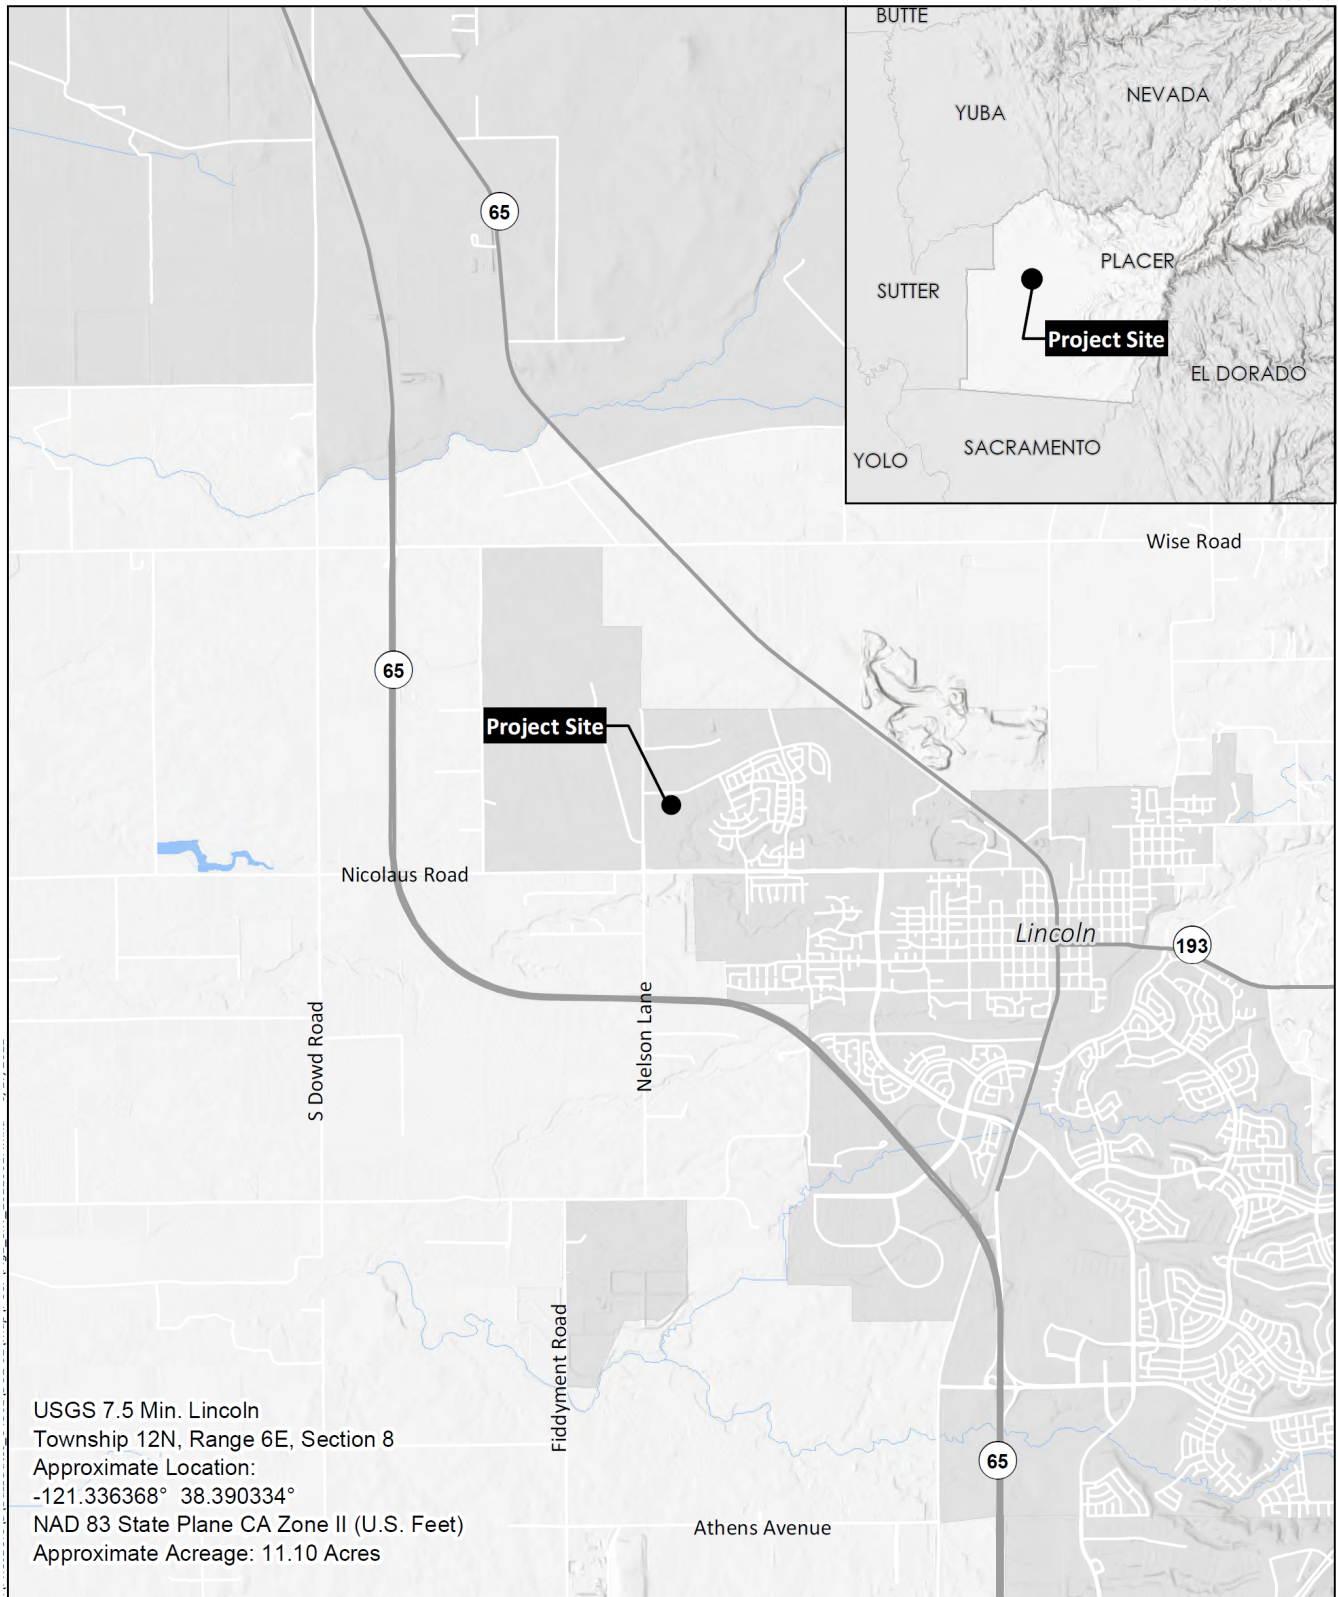 BUTTE
NEVADA
YUBA
PLACER
SUTTER
Project Site
EL DORADO
SACRAMENTO
YOLO
65
Wise Road
65
Project Site
Nicolaus Road
Lincoln
193
S Dowd Road
Nelson Lane
Fiddyment Road
65
Athens Avenue
USGS 7.5 Min. Lincoln
Township 12N, Range 6E, Section 8
Approximate Location:
-121.336368° 38.390334°
NAD 83 State Plane CA Zone II (U.S. Feet)
Approximate Acreage: 11.10 Acres